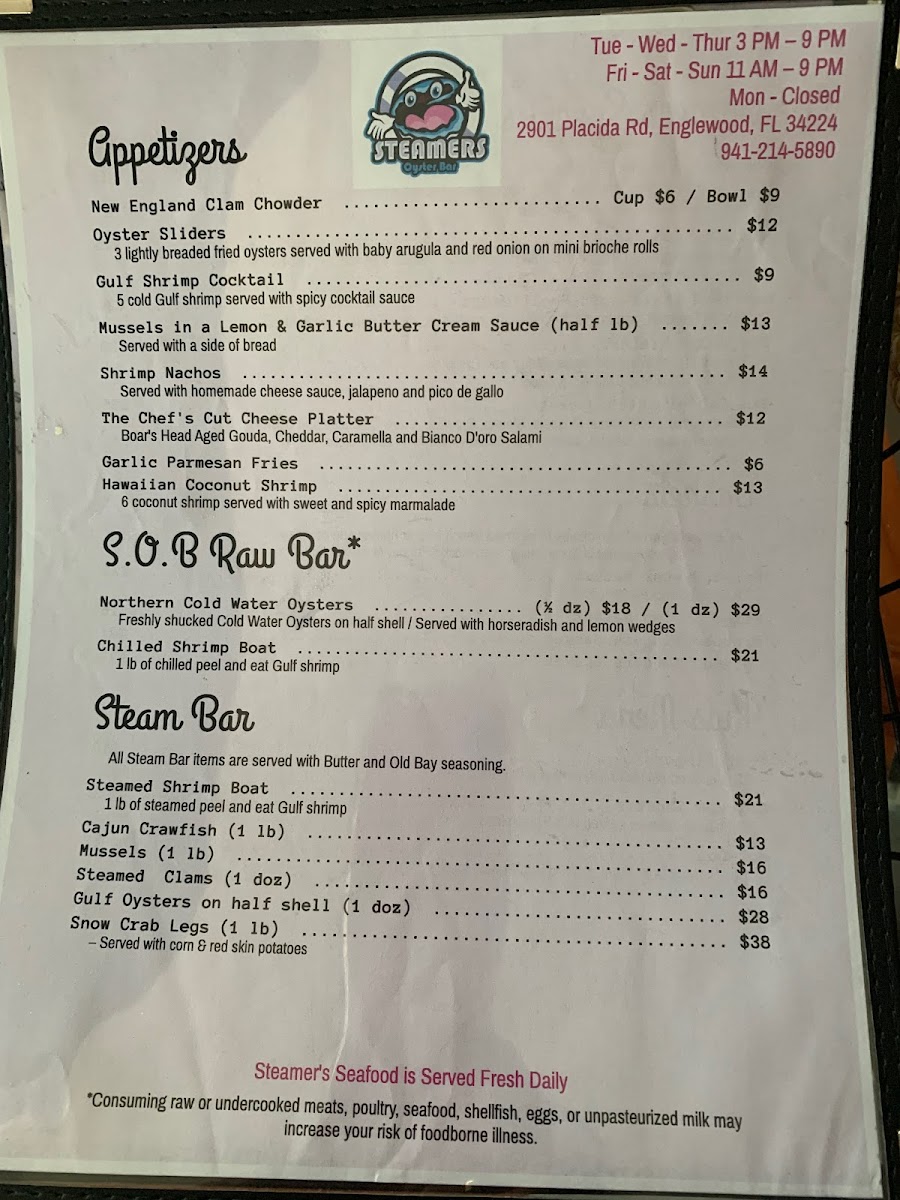 Tue - Wed - Thur 3 PM – 9 PM
Fri - Sat - Sun 11 AM – 9 PM
Mon - Closed
2901 Placida Rd, Englewood, FL 34224
941-214-5890
STEAMERS
Oyster Bar
Appetizers
New England Clam Chowder .......................... Cup $6 / Bowl $9
Oyster Sliders ................................................. $12
3 lightly breaded fried oysters served with baby arugula and red onion on mini brioche rolls
Gulf Shrimp Cocktail ............................................ $9
5 cold Gulf shrimp served with spicy cocktail sauce
Mussels in a Lemon & Garlic Butter Cream Sauce (half lb) ....... $13
Served with a side of bread
Shrimp Nachos ................................................. $14
Served with homemade cheese sauce, jalapeno and pico de gallo
The Chef's Cut Cheese Platter ................................. $12
Boar's Head Aged Gouda, Cheddar, Caramella and Bianco D'oro Salami
Garlic Parmesan Fries .......................................... $6
Hawaiian Coconut Shrimp ....................................... $13
6 coconut shrimp served with sweet and spicy marmalade
S.O.B Raw Bar*
Northern Cold Water Oysters ............... (½ dz) $18 / (1 dz) $29
Freshly shucked Cold Water Oysters on half shell / Served with horseradish and lemon wedges
Chilled Shrimp Boat .......................................... $21
1 lb of chilled peel and eat Gulf shrimp
Steam Bar
All Steam Bar items are served with Butter and Old Bay seasoning.
Steamed Shrimp Boat ........................................... $21
1 lb of steamed peel and eat Gulf shrimp
Cajun Crawfish (1 lb) .......................................... $13
Mussels (1 lb) ................................................. $16
Steamed Clams (1 doz) ......................................... $16
Gulf Oysters on half shell (1 doz) ............................. $28
Snow Crab Legs (1 lb) .......................................... $38
– Served with corn & red skin potatoes
Steamer's Seafood is Served Fresh Daily
*Consuming raw or undercooked meats, poultry, seafood, shellfish, eggs, or unpasteurized milk may
increase your risk of foodborne illness.